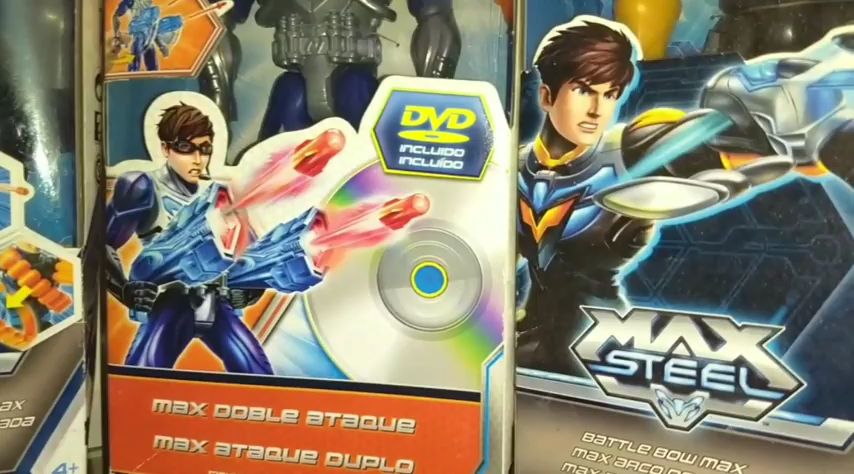 DVD
INCLUIDO
INCLUÍDO
MAX DOBLE ATAQUE
MAX ATAQUE DUPLO
MAX
STEEL
BATTLE BOW MAX
4+